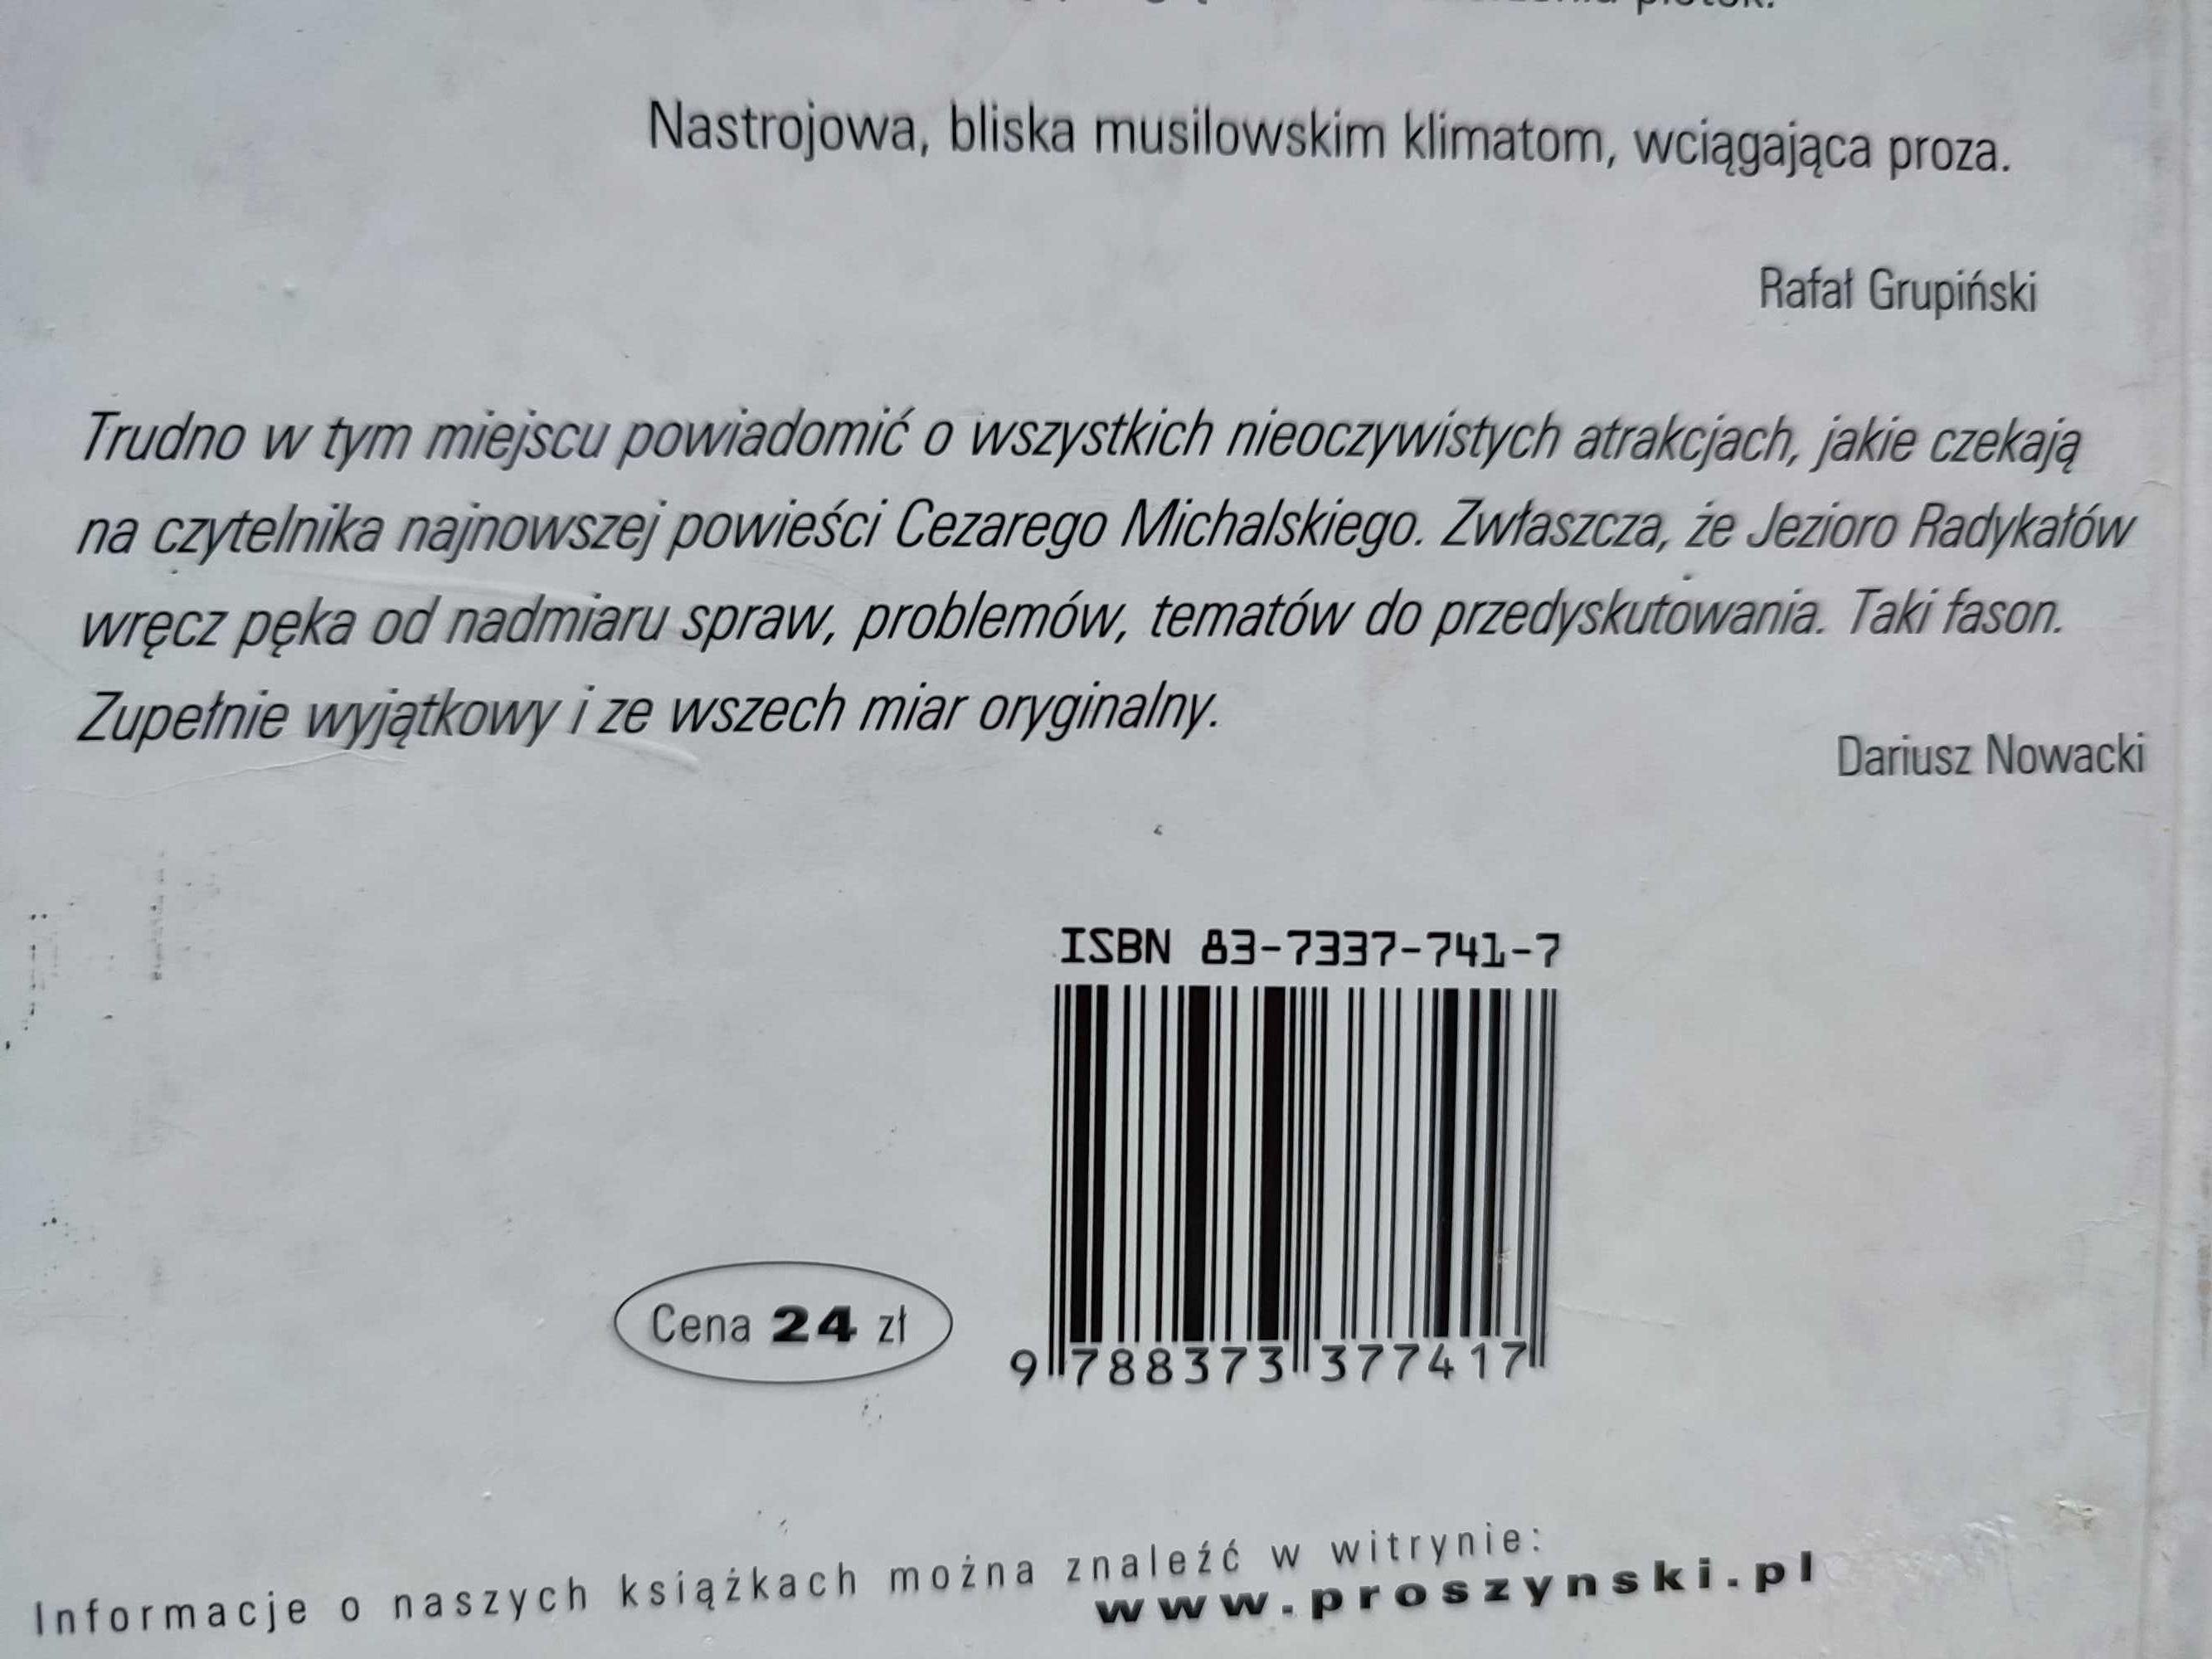 plotek.
Nastrojowa, bliska musilowskim klimatom, wciągająca proza.
Rafał Grupiński
Trudno w tym miejscu powiadomić o wszystkich nieoczywistych atrakcjach, jakie czekają
na czytelnika najnowszej powieści Cezarego Michalskiego. Zwłaszcza, że Jezioro Radykałów
wręcz pęka od nadmiaru spraw, problemów, tematów do przedyskutowania. Taki fason.
Zupełnie wyjątkowy i ze wszech miar oryginalny.
Dariusz Nowacki
ISBN 83-7337-741-7
9 788373 377417
Cena 24 zł
Informacje o naszych książkach można znaleźć w witrynie:
www.proszynski.pl